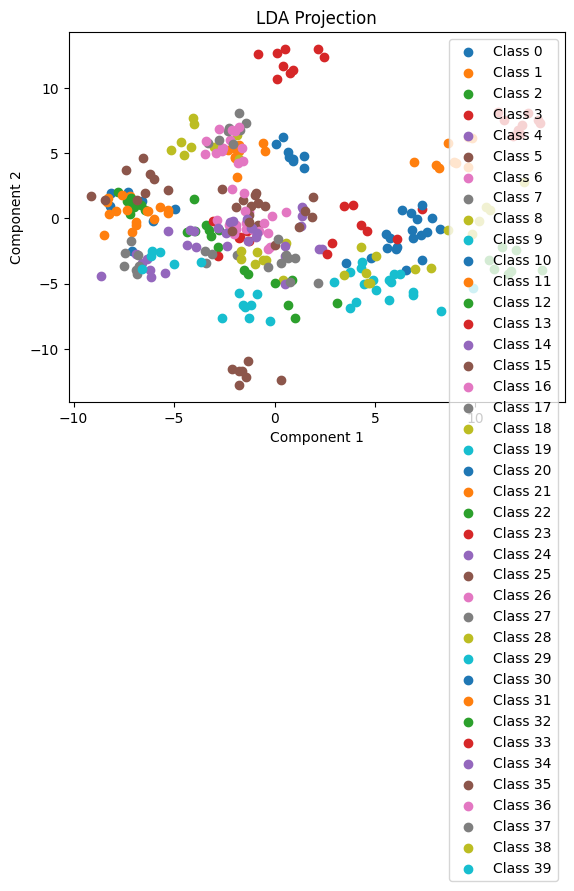 LDA Projection
Component 2
10
5
0
−5
−10
−10
−5
0
5
10
Component 1
Class 0
Class 1
Class 2
Class 3
Class 4
Class 5
Class 6
Class 7
Class 8
Class 9
Class 10
Class 11
Class 12
Class 13
Class 14
Class 15
Class 16
Class 17
Class 18
Class 19
Class 20
Class 21
Class 22
Class 23
Class 24
Class 25
Class 26
Class 27
Class 28
Class 29
Class 30
Class 31
Class 32
Class 33
Class 34
Class 35
Class 36
Class 37
Class 38
Class 39